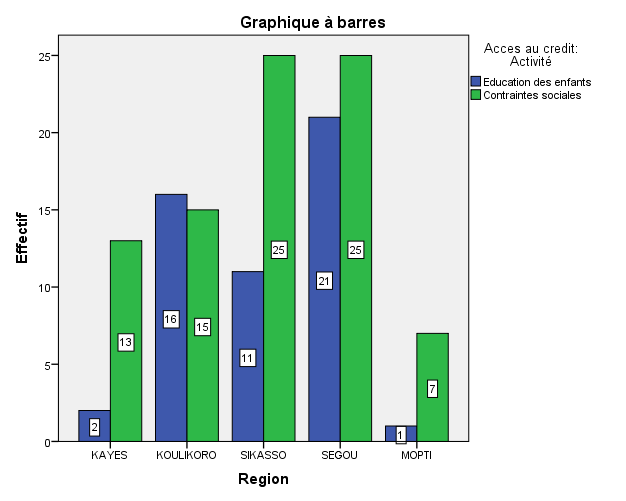 Graphique à barres
Acces au credit:
Activité
Education des enfants
Contraintes sociales
Effectif
25
20
15
10
5
0
2
13
16
15
11
25
21
25
1
7
KAYES
KOULIKORO
SIKASSO
SEGOU
MOPTI
Region